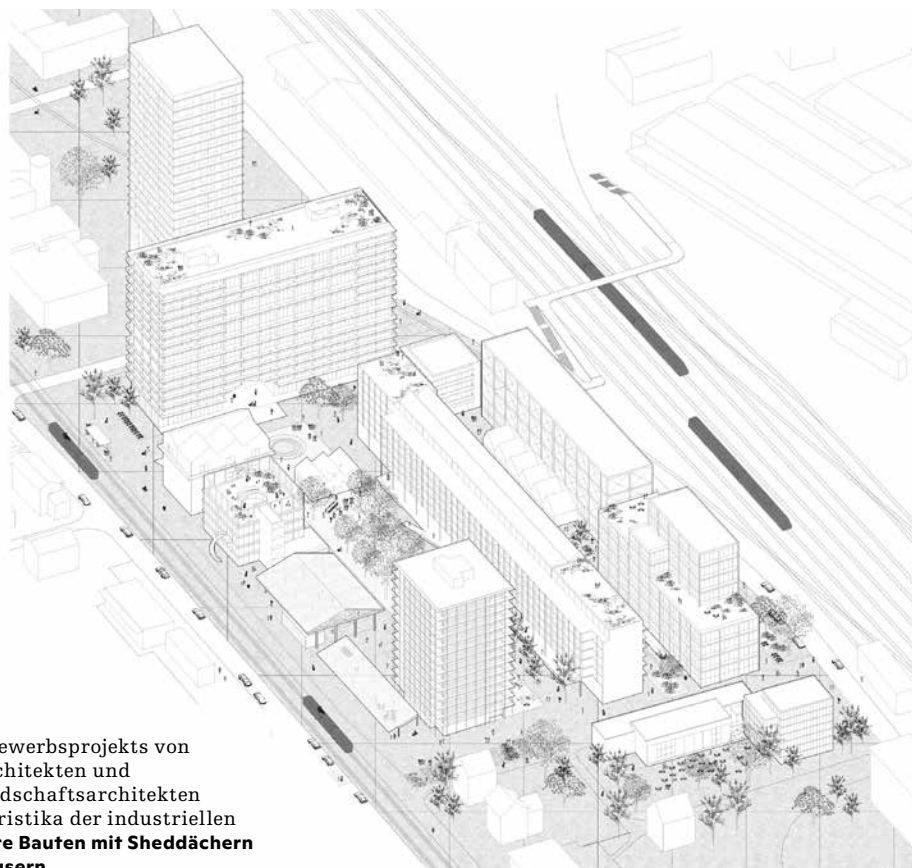 ewerbsprojekts von
chitekten und
dschaftsarchitekten
ristika der industriellen
re Bauten mit Sheddächern
usern